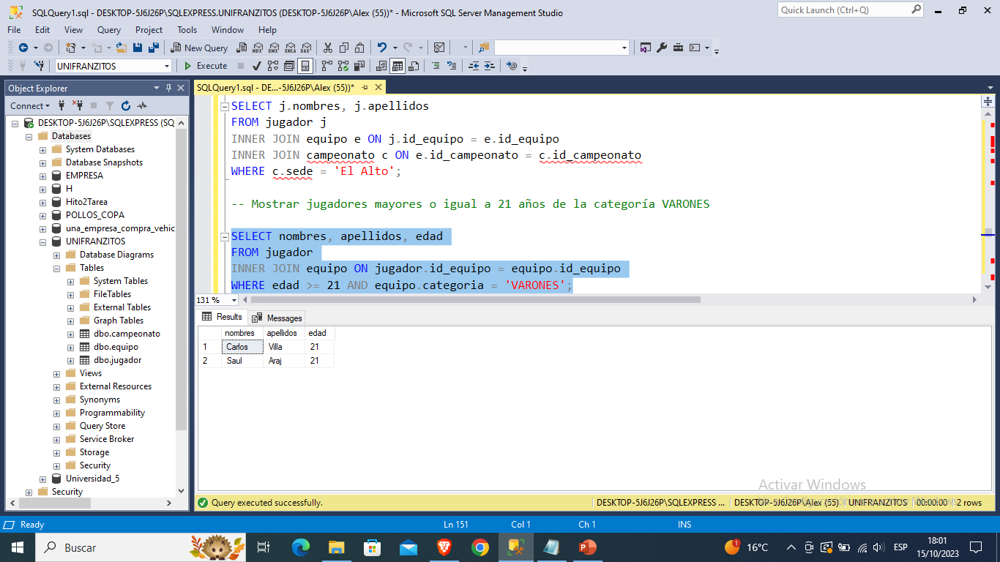 SQLQuery1.sql - DESKTOP-5J6J26P\SQLEXPRESS.UNIFRANZITOS (DESKTOP-5J6J26P\Alex (55))* - Microsoft SQL Server Management Studio
Quick Launch (Ctrl+Q)
File Edit View Query Project Tools Window Help
New Query
MDX DMX XMLA DAX
UNIFRANZITOS
Execute
Object Explorer
Connect
DESKTOP-5J6J26P\SQLEXPRESS (SQ
Databases
System Databases
Database Snapshots
EMPRESA
H
Hito2Tarea
POLLOS_COPA
una_empresa_compra_vehic
UNIFRANZITOS
Database Diagrams
Tables
System Tables
FileTables
External Tables
Graph Tables
dbo.campeonato
dbo.equipo
dbo.jugador
Views
External Resources
Synonyms
Programmability
Query Store
Service Broker
Storage
Security
Universidad_5
Security
SQLQuery1.sql - DE...-5J6J26P\Alex (55))*
SELECT j.nombres, j.apellidos
FROM jugador j
INNER JOIN equipo e ON j.id_equipo = e.id_equipo
INNER JOIN campeonato c ON e.id_campeonato = c.id_campeonato
WHERE c.sede = 'El Alto';
-- Mostrar jugadores mayores o igual a 21 años de la categoría VARONES
SELECT nombres, apellidos, edad
FROM jugador
INNER JOIN equipo ON jugador.id_equipo = equipo.id_equipo
WHERE edad >= 21 AND equipo.categoria = 'VARONES';
131 %
Results Messages
nombres apellidos edad
1 Carlos Villa 21
2 Saul Araj 21
Activar Windows
Query executed successfully.
DESKTOP-5J6J26P\SQLEXPRESS ... DESKTOP-5J6J26P\Alex (55) UNIFRANZITOS 00:00:00 2 rows
Ready Ln 151 Col 1 Ch 1 INS
Buscar
16°C
ESP
18:01
15/10/2023